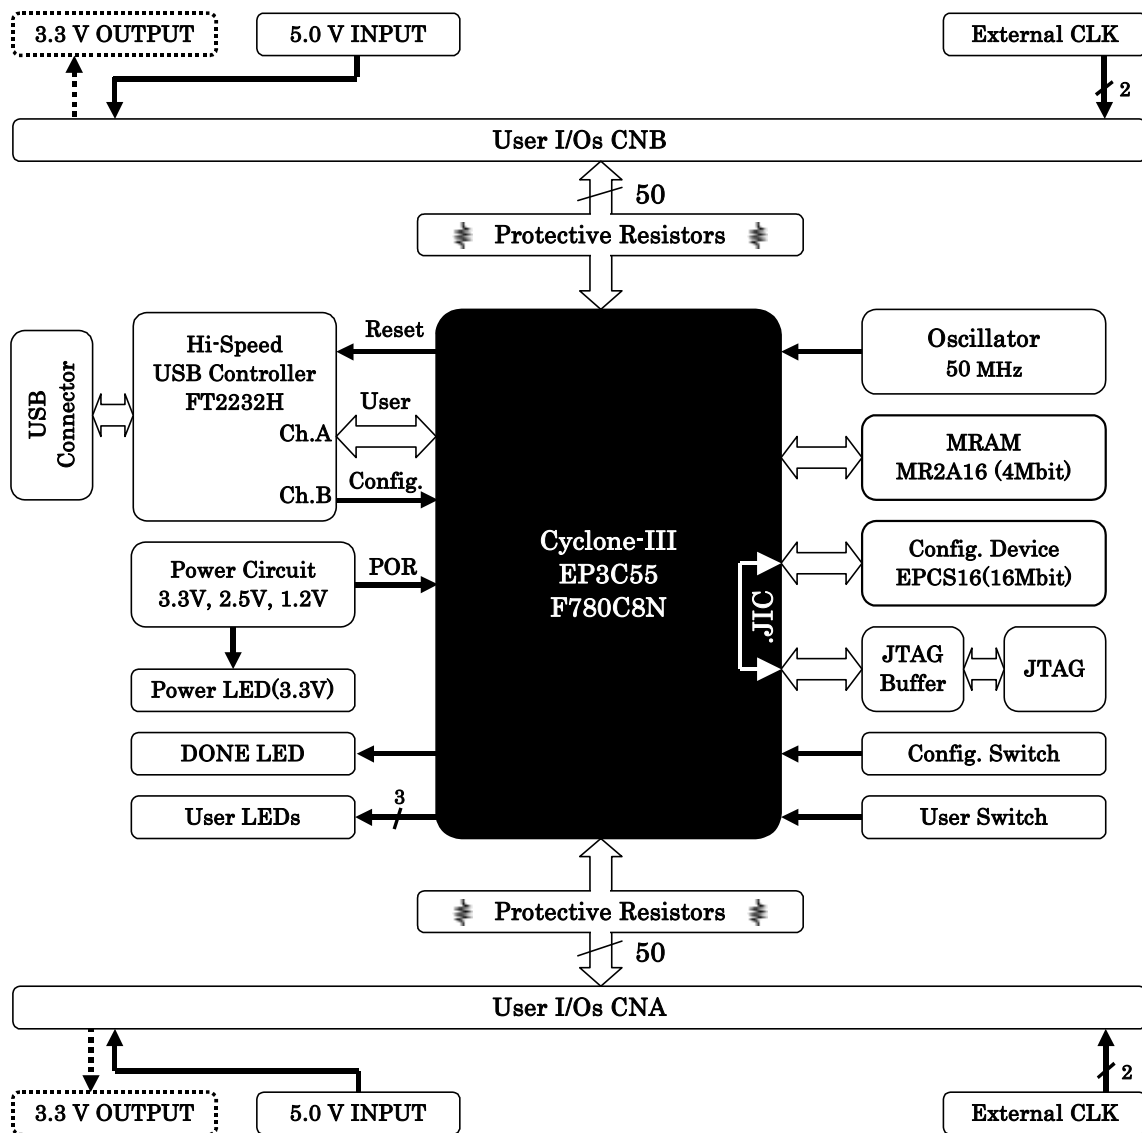 3.3 V OUTPUT
5.0 V INPUT
External CLK
2
User I/Os CNB
50
Protective Resistors
USB
Connector
Hi-Speed
USB Controller
FT2232H
Ch.A
Ch.B
Reset
User
Config.
Power Circuit
3.3V, 2.5V, 1.2V
POR
Power LED(3.3V)
DONE LED
User LEDs
3
Cyclone-III
EP3C55
F780C8N
.JIC
Oscillator
50 MHz
MRAM
MR2A16 (4Mbit)
Config. Device
EPCS16(16Mbit)
JTAG
Buffer
JTAG
Config. Switch
User Switch
Protective Resistors
50
User I/Os CNA
2
3.3 V OUTPUT
5.0 V INPUT
External CLK